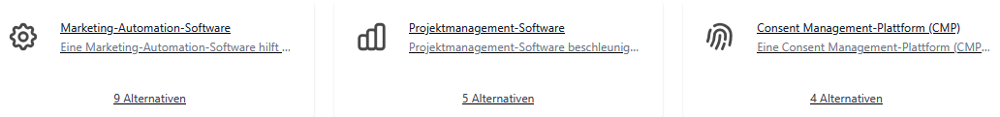 Marketing-Automation-Software
Eine Marketing-Automation-Software hilft ...
9 Alternativen
Projektmanagement-Software
Projektmanagement-Software beschleunig...
5 Alternativen
Consent Management-Plattform (CMP)
Eine Consent Management-Plattform (CMP...
4 Alternativen